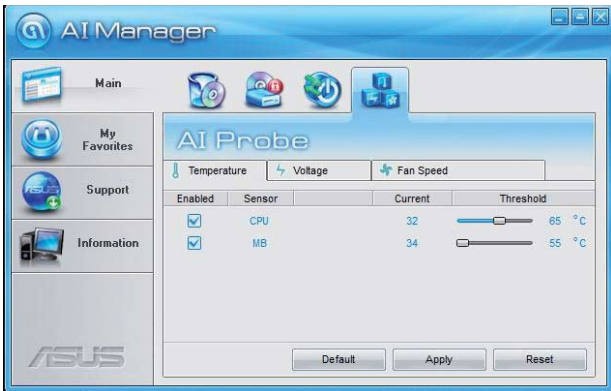 AI Manager
Main
My
Favorites
Support
Information
ASUS
AI Probe
Temperature Voltage Fan Speed
Enabled Sensor Current Threshold
CPU 32 65 °C
MB 34 55 °C
Default Apply Reset